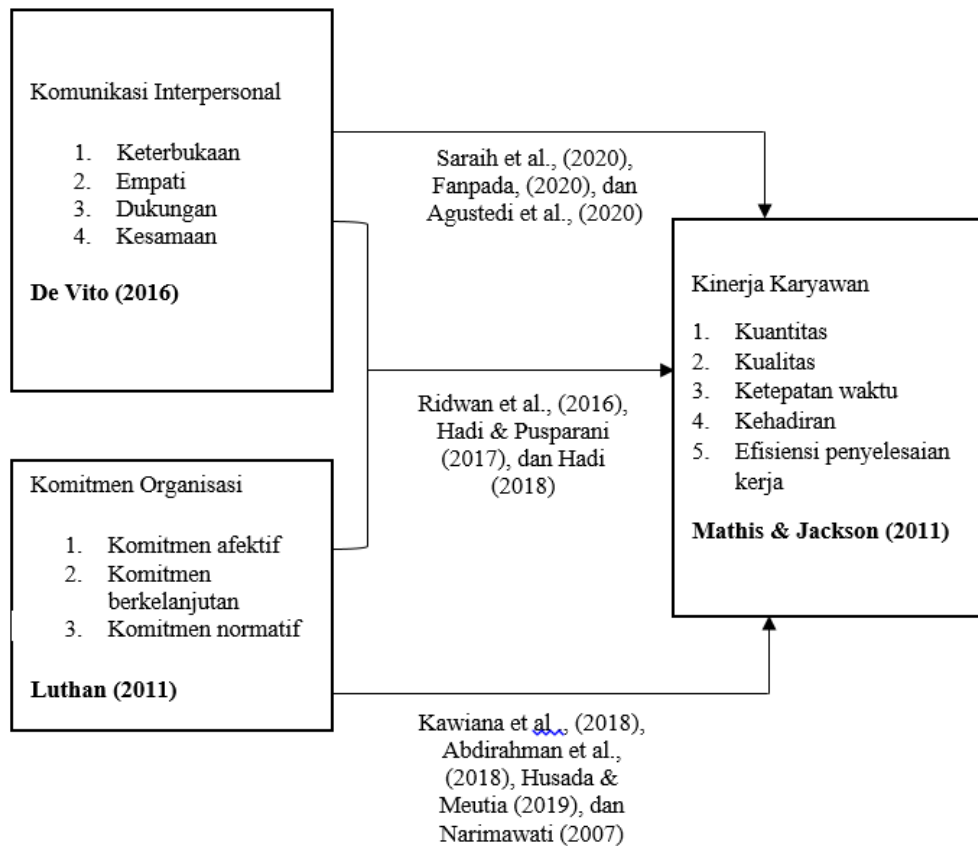 Komunikasi Interpersonal
1. Keterbukaan
2. Empati
3. Dukungan
4. Kesamaan
De Vito (2016)
Saraih et al., (2020),
Fanpada, (2020), dan
Agustedi et al., (2020)
Kinerja Karyawan
1. Kuantitas
2. Kualitas
3. Ketepatan waktu
4. Kehadiran
5. Efisiensi penyelesaian
kerja
Mathis & Jackson (2011)
Ridwan et al., (2016),
Hadi & Pusparani
(2017), dan Hadi
(2018)
Komitmen Organisasi
1. Komitmen afektif
2. Komitmen
berkelanjutan
3. Komitmen normatif
Luthan (2011)
Kawiana et al ., (2018),
Abdirahman et al.,
(2018), Husada &
Meutia (2019), dan
Narimawati (2007)